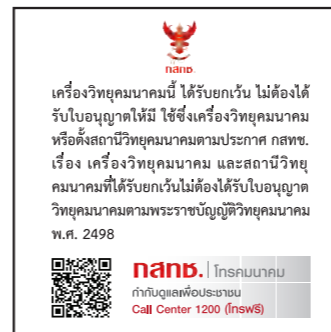 กสทช.
เครื่องวิทยุคมนาคมนี้ ได้รับยกเว้น ไม่ต้องได้
รับใบอนุญาตให้มี ใช้ซึ่งเครื่องวิทยุคมนาคม
หรือตั้งสถานีวิทยุคมนาคมตามประกาศ กสทช.
เรื่อง เครื่องวิทยุคมนาคม และสถานีวิทยุ
คมนาคมที่ได้รับยกเว้นไม่ต้องได้รับใบอนุญาต
วิทยุคมนาคมตามพระราชบัญญัติวิทยุคมนาคม
พ.ศ. 2498
กสทช. | โทรคมนาคม
กำกับดูแลเพื่อประชาชน
Call Center 1200 (โทรฟรี)